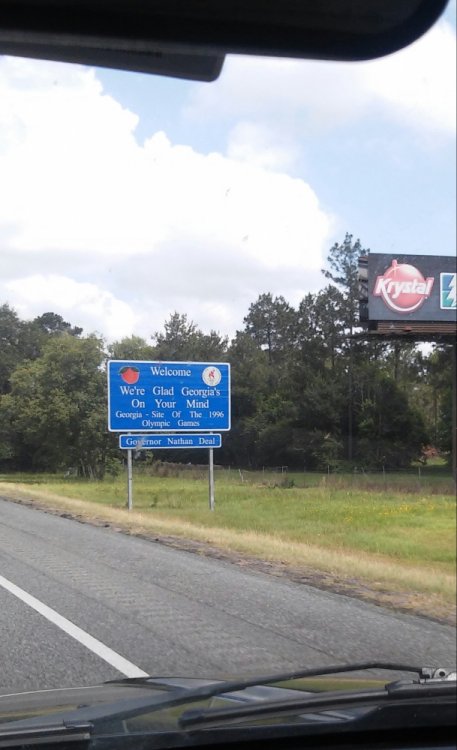 Welcome
We're Glad Georgia's
On Your Mind
Georgia - Site Of The 1996
Olympic Games
Governor Nathan Deal
Krystal